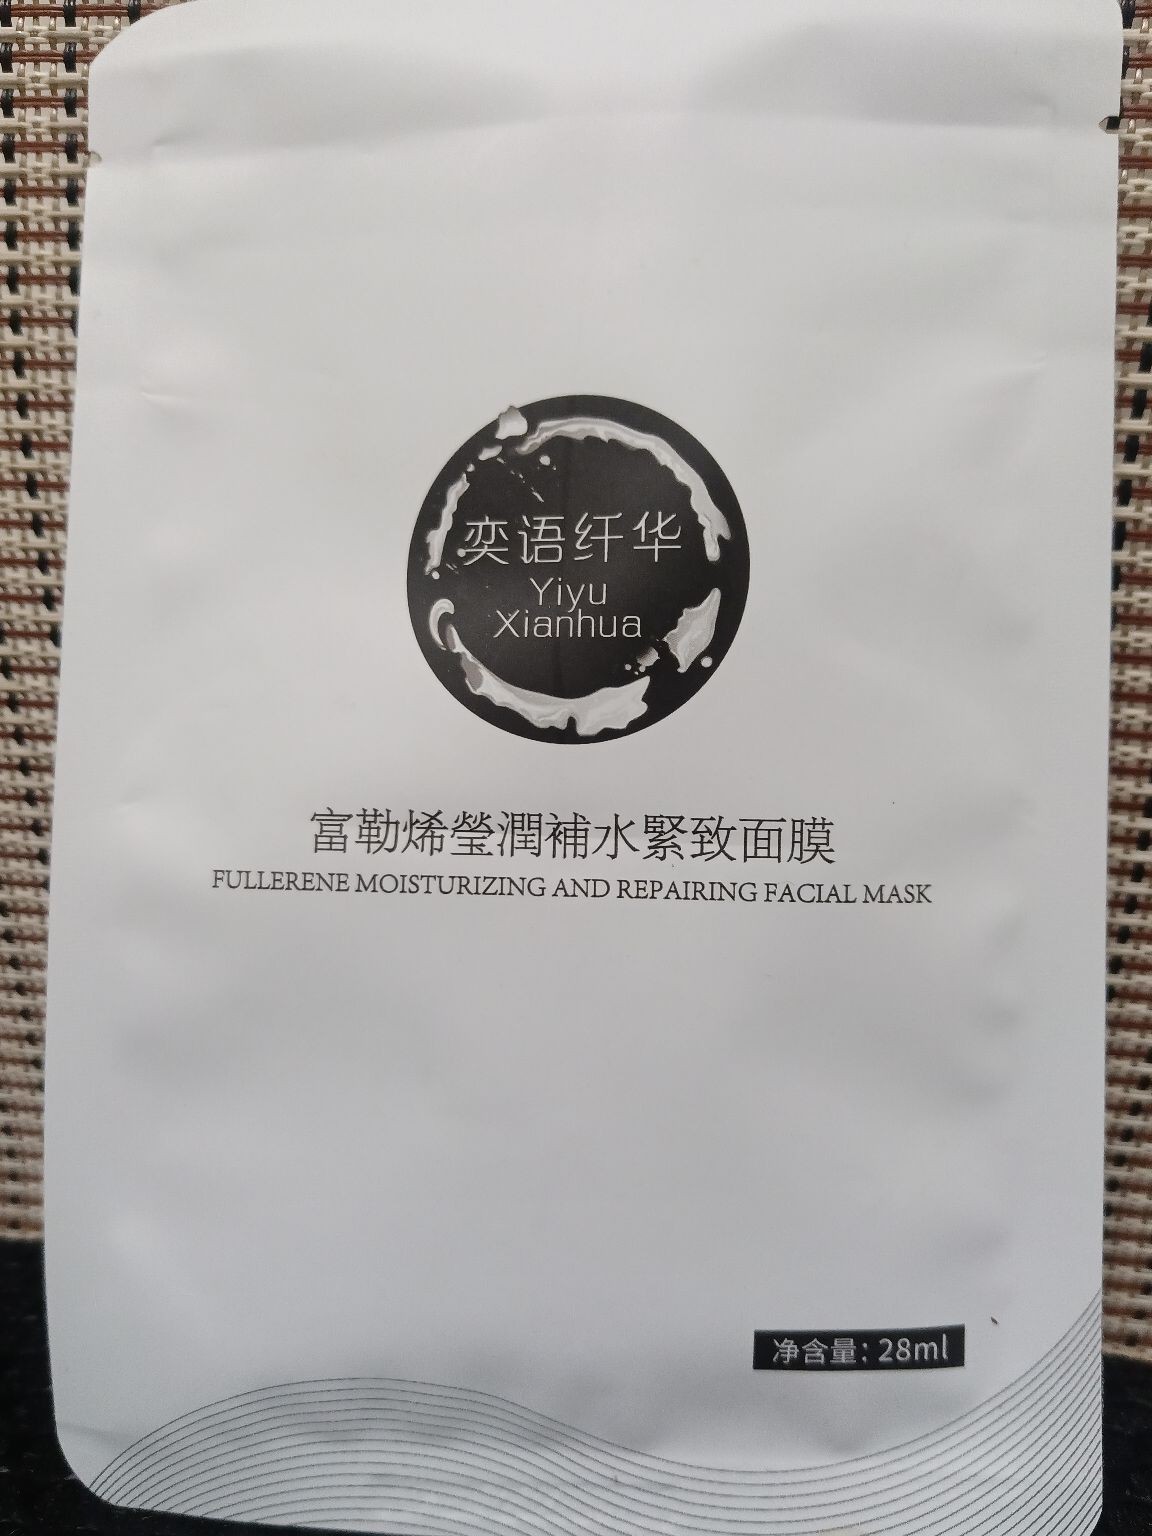 奕语纤华
Yiyu
Xianhua
富勒烯瑩潤補水緊致面膜
FULLERENE MOISTURIZING AND REPAIRING FACIAL MASK
净含量：28ml